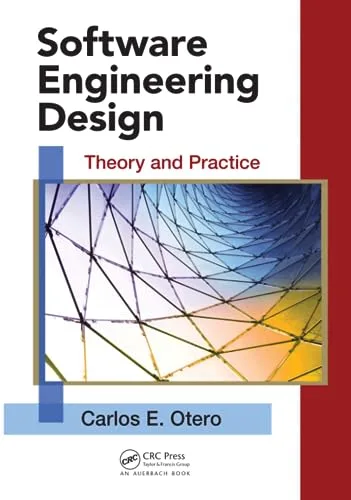 Software
Engineering
Design
Theory and Practice
Carlos E. Otero
CRC Press
Taylor & Francis Group
AN AUERBACH BOOK